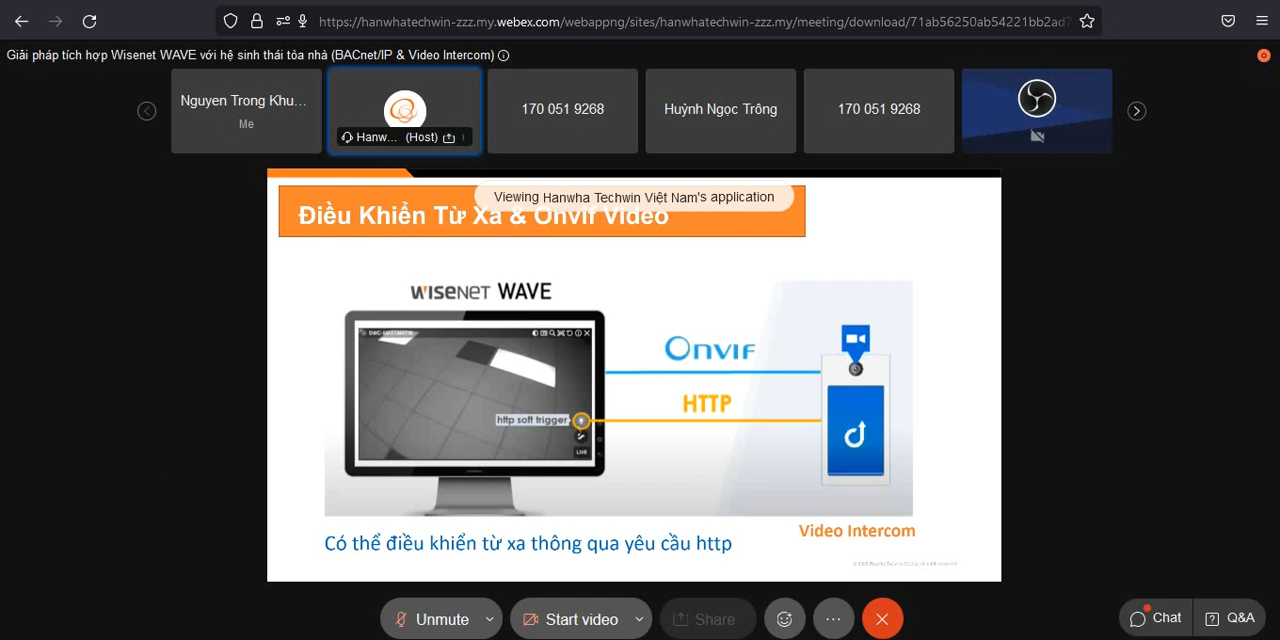 https://hanwhatechwin-zzz.my.webex.com/webappng/sites/hanwhatechwin-zzz.my/meeting/download/71ab56250ab54221bb2ad7
Giải pháp tích hợp Wisenet WAVE với hệ sinh thái tòa nhà (BACnet/IP & Video Intercom)
Nguyen Trong Khu...
Me
Hanw... (Host)
170 051 9268
Huỳnh Ngọc Trông
170 051 9268
Viewing Hanwha Techwin Việt Nam's application
Điều Khiển Từ Xa & Onvif Video
WISENET WAVE
ONVIF
HTTP
http soft trigger
LIVE
Video Intercom
Có thể điều khiển từ xa thông qua yêu cầu http
Unmute
Start video
Share
Chat
Q&A